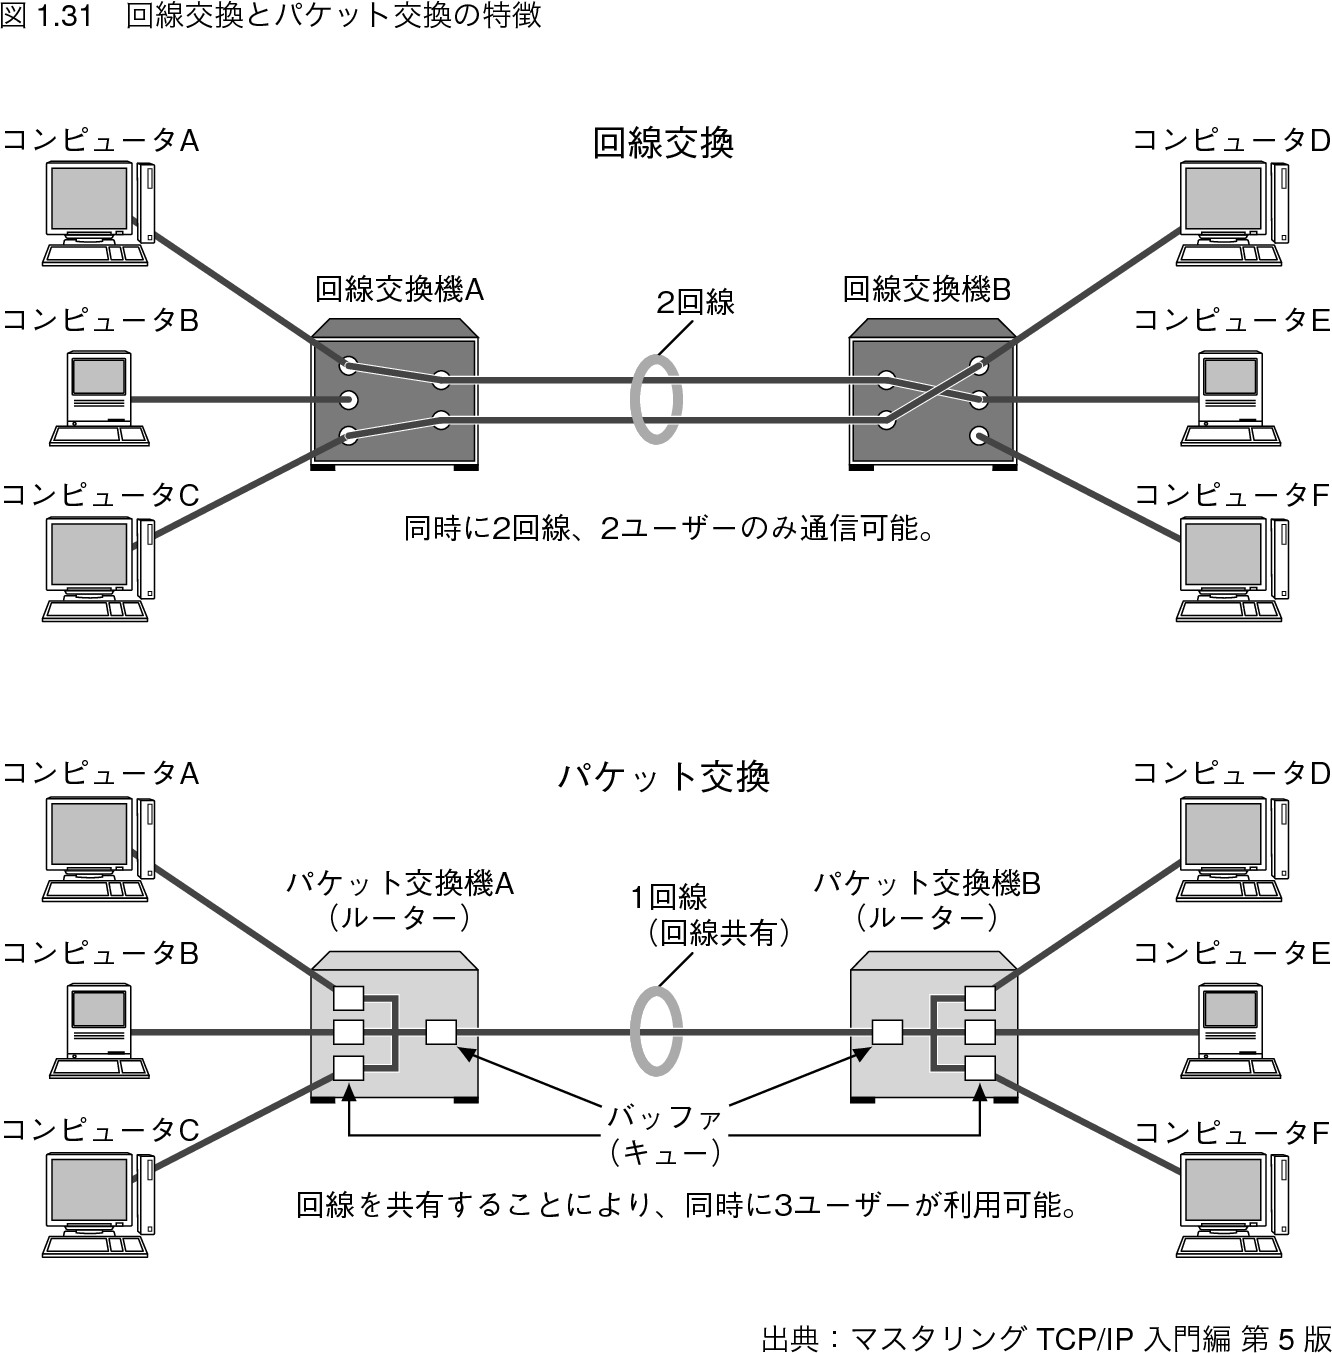 図 1.31　回線交換とパケット交換の特徴
回線交換
コンピュータA
コンピュータD
回線交換機A
回線交換機B
2回線
コンピュータB
コンピュータE
コンピュータC
コンピュータF
同時に2回線、2ユーザーのみ通信可能。
パケット交換
コンピュータA
コンピュータD
パケット交換機A
（ルーター）
1回線
（回線共有）
パケット交換機B
（ルーター）
コンピュータB
コンピュータE
バッファ
（キュー）
コンピュータC
コンピュータF
回線を共有することにより、同時に3ユーザーが利用可能。
出典：マスタリング TCP/IP 入門編 第 5 版